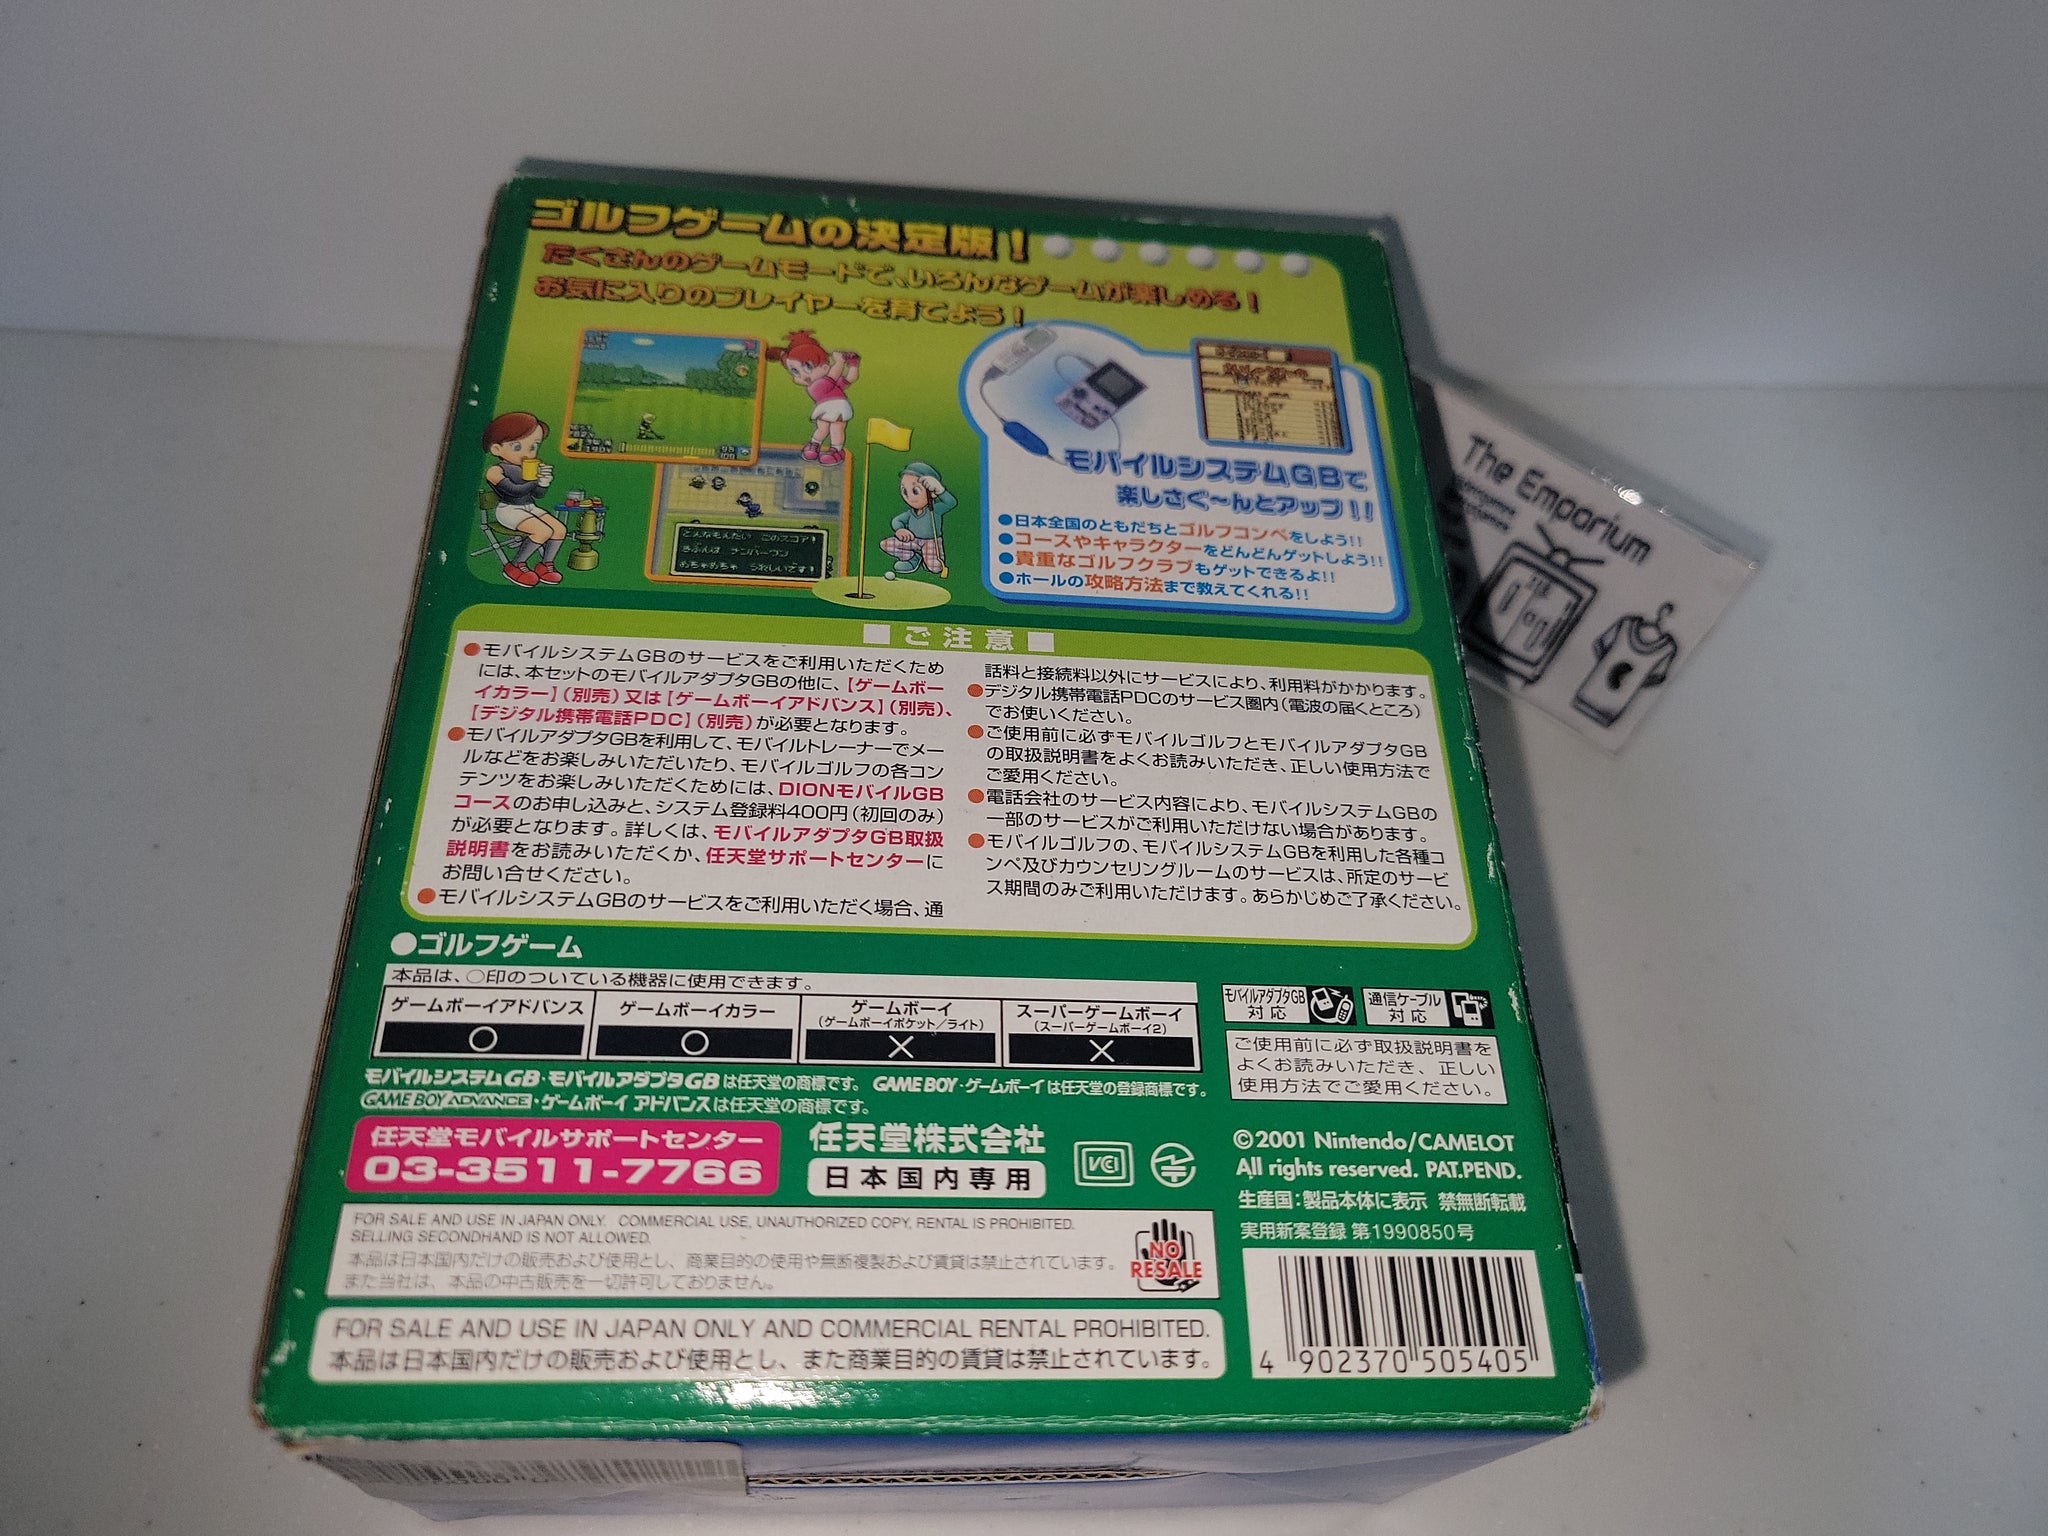 ゴルフゲームの決定版！
たくさんのゲームモードで、いろんなゲームが楽しめる！
お気に入りのプレイヤーを育てよう！
どんなもんだい このスコア！
きぶんは ナンバーワン
めちゃめちゃ うれしいです！
モバイルシステムGBで
楽しさぐ〜んとアップ！！
●日本全国のともだちとゴルフコンペをしよう!!
●コースやキャラクターをどんどんゲットしよう!!
●貴重なゴルフクラブもゲットできるよ!!
●ホールの攻略方法まで教えてくれる!!
The Emporium
■ご注意■
●モバイルシステムGBのサービスをご利用いただくため
には、本セットのモバイルアダプタGBの他に、【ゲームボー
イカラー】(別売)又は【ゲームボーイアドバンス】(別売)、
【デジタル携帯電話PDC】(別売)が必要となります。
●モバイルアダプタGBを利用して、モバイルトレーナーでメー
ルなどをお楽しみいただいたり、モバイルゴルフの各コン
テンツをお楽しみいただくためには、DIONモバイルGB
コースのお申し込みと、システム登録料400円(初回のみ)
が必要となります。詳しくは、モバイルアダプタGB取扱
説明書をお読みいただくか、任天堂サポートセンターに
お問い合せください。
●モバイルシステムGBのサービスをご利用いただく場合、通
話料と接続料以外にサービスにより、利用料がかかります。
●デジタル携帯電話PDCのサービス圏内(電波の届くところ)
でお使いください。
●ご使用前に必ずモバイルゴルフとモバイルアダプタGB
の取扱説明書をよくお読みいただき、正しい使用方法で
ご愛用ください。
●電話会社のサービス内容により、モバイルシステムGBの
一部のサービスがご利用いただけない場合があります。
●モバイルゴルフの、モバイルシステムGBを利用した各種コ
ンペ及びカウンセリングルームのサービスは、所定のサービ
ス期間のみご利用いただけます。あらかじめご了承ください。
●ゴルフゲーム
本品は、○印のついている機器に使用できます。
ゲームボーイアドバンス ゲームボーイカラー ゲームボーイ スーパーゲームボーイ
(ゲームボーイポケット／ライト) (スーパーゲームボーイ2)
○ ○ × ×
モバイルアダプタGB 対応
通信ケーブル 対応
ご使用前に必ず取扱説明書を
よくお読みいただき、正しい
使用方法でご愛用ください。
モバイルシステムGB・モバイルアダプタGBは任天堂の商標です。 GAME BOY・ゲームボーイは任天堂の登録商標です。
GAME BOY ADVANCE・ゲームボーイ アドバンスは任天堂の商標です。
任天堂モバイルサポートセンター
03-3511-7766
任天堂株式会社
日本国内専用
VCI
©2001 Nintendo/CAMELOT
All rights reserved. PAT.PEND.
生産国：製品本体に表示 禁無断転載
実用新案登録 第1990850号
FOR SALE AND USE IN JAPAN ONLY. COMMERCIAL USE, UNAUTHORIZED COPY, RENTAL IS PROHIBITED.
SELLING SECONDHAND IS NOT ALLOWED.
本品は日本国内だけの販売および使用とし、商業目的の使用や無断複製および賃貸は禁止されています。
また当社は、本品の中古販売を一切許可しておりません。
NO
RESALE
FOR SALE AND USE IN JAPAN ONLY AND COMMERCIAL RENTAL PROHIBITED.
本品は日本国内だけの販売および使用とし、また商業目的の賃貸は禁止されています。
4 902370 505405